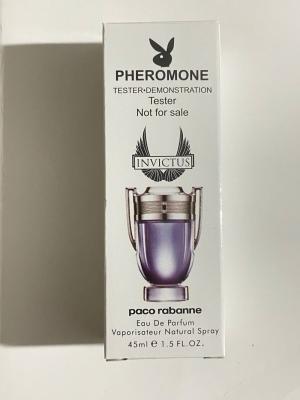 PHEROMONE
TESTER•DEMONSTRATION
Tester
Not for sale
INVICTUS
paco rabanne
Eau De Parfum
Vaporisateur Natural Spray
45ml e 1.5 FL.OZ.